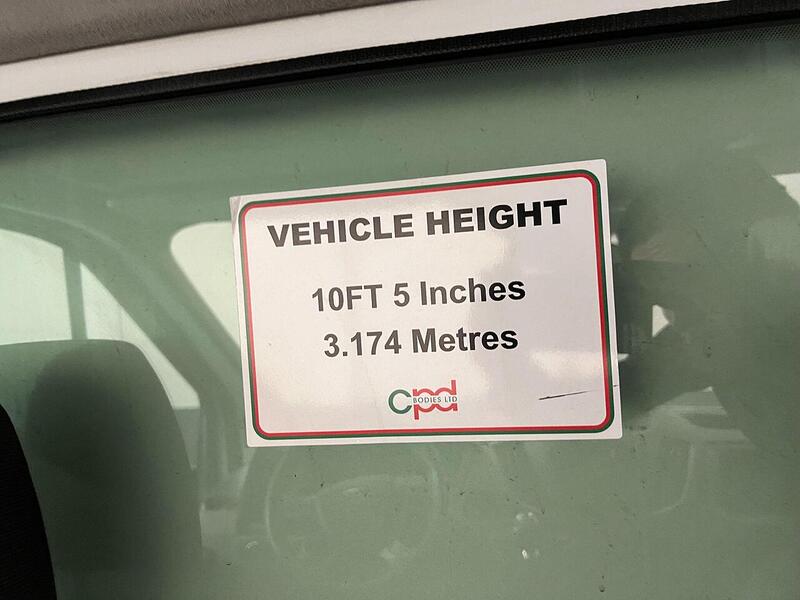 VEHICLE HEIGHT
10FT 5 Inches
3.174 Metres
cpd
BODIES LTD